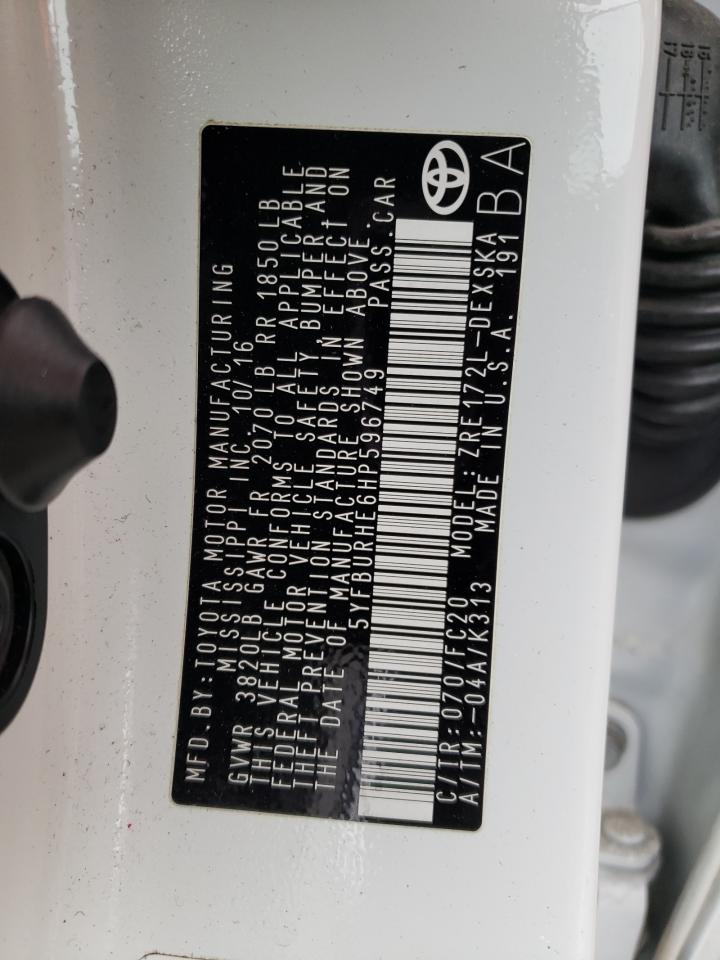 MFD. BY: TOYOTA MOTOR MANUFACTURING
MISSISSIPPI INC. 10/16
GVWR 3820LB GAWR FR 2070 LB RR 1850 LB
THIS VEHICLE CONFORMS TO ALL APPLICABLE
FEDERAL MOTOR VEHICLE SAFETY, BUMPER AND
THEFT PREVENTION STANDARDS IN EFFECT ON
THE DATE OF MANUFACTURE SHOWN ABOVE.
5YFBURHE6HP596749 PASS.CAR
C/TR: 070/FC20 MODEL: ZRE172L-DEXSKA
A/TM: -04A/K313 MADE IN U.S.A. 191 BA